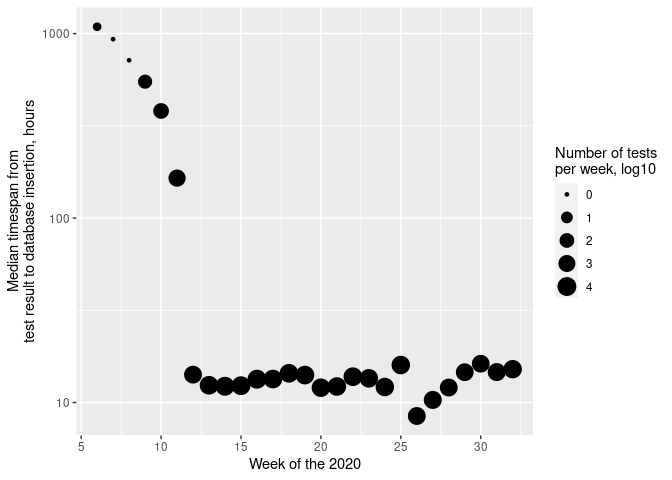 1000
100
10
5
10
15
20
25
30
Week of the 2020
Median timespan from
test result to database insertion, hours
Number of tests
per week, log10
0
1
2
3
4